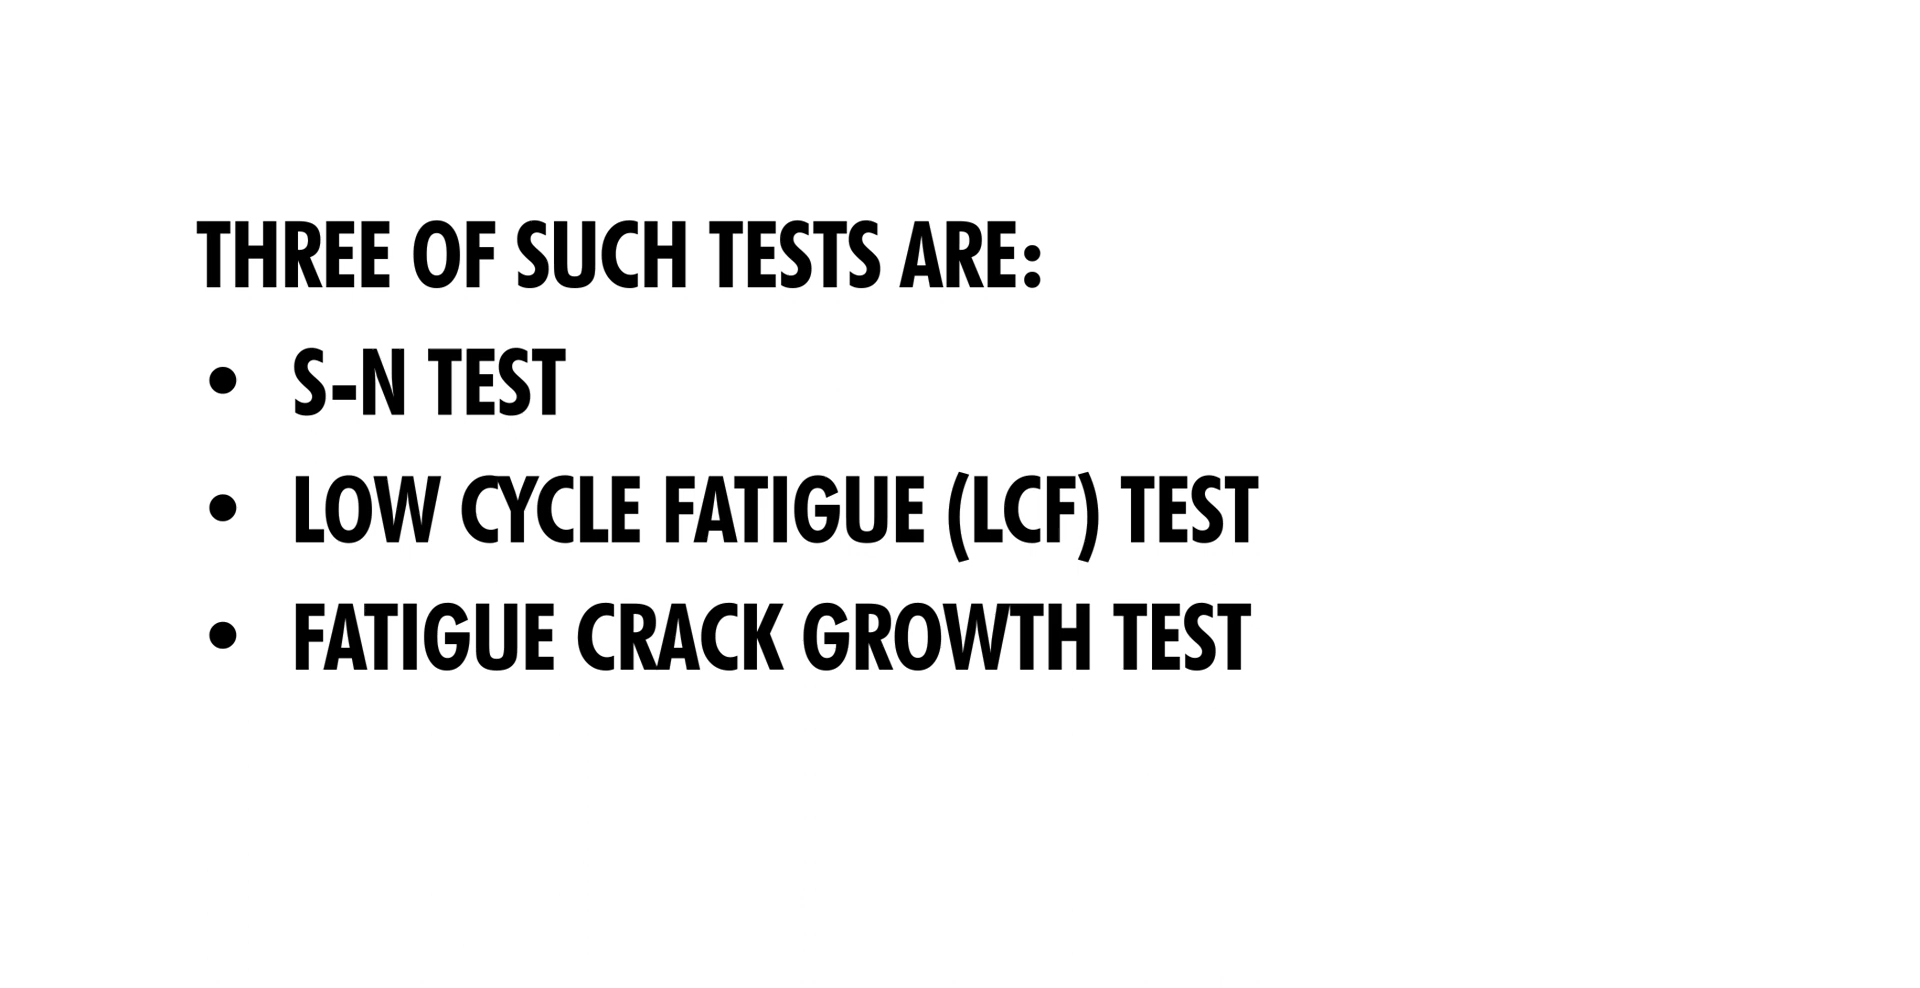 THREE OF SUCH TESTS ARE:
• S-N TEST
• LOW CYCLE FATIGUE (LCF) TEST
• FATIGUE CRACK GROWTH TEST